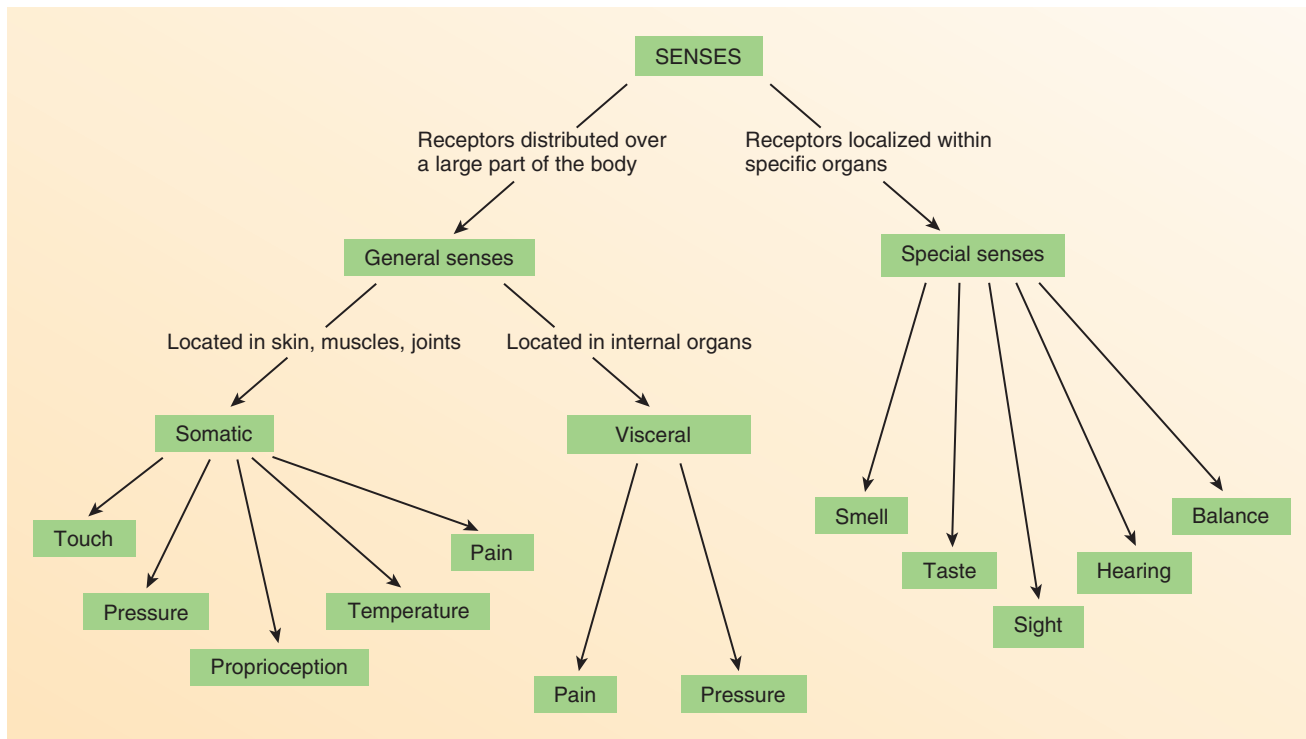 SENSES
Receptors distributed over
a large part of the body
Receptors localized within
specific organs
General senses
Special senses
Located in skin, muscles, joints
Located in internal organs
Somatic
Visceral
Touch
Pressure
Proprioception
Temperature
Pain
Pain
Pressure
Smell
Taste
Sight
Hearing
Balance